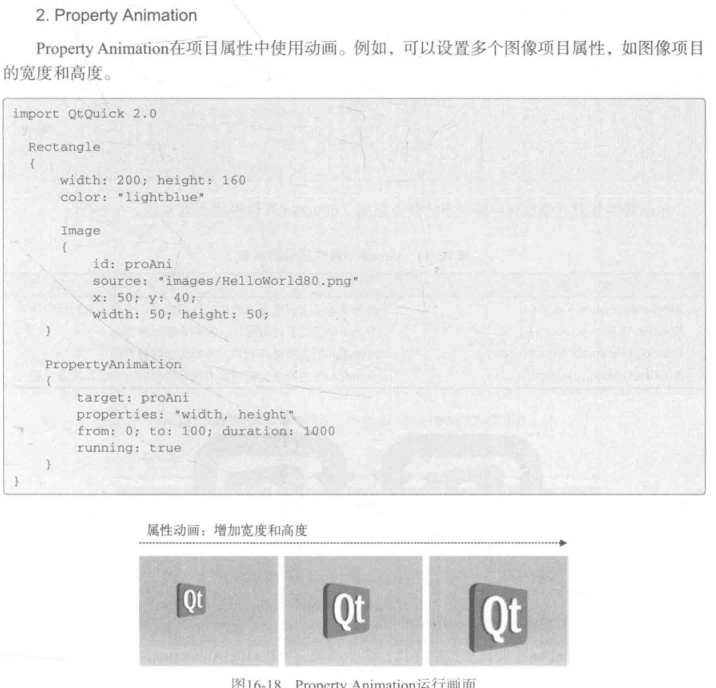 2. Property Animation
Property Animation在项目属性中使用动画。例如，可以设置多个图像项目属性，如图像项目
的宽度和高度。
import QtQuick 2.0
Rectangle
{
width: 200; height: 160
color: "lightblue"
Image
{
id: proAni
source: "images/HelloWorld80.png"
x: 50; y: 40;
width: 50; height: 50;
}
PropertyAnimation
{
target: proAni
properties: "width, height"
from: 0; to: 100; duration: 1000
running: true
}
}
属性动画：增加宽度和高度
Qt
Qt
Qt
图16-18 Property Animation运行画面